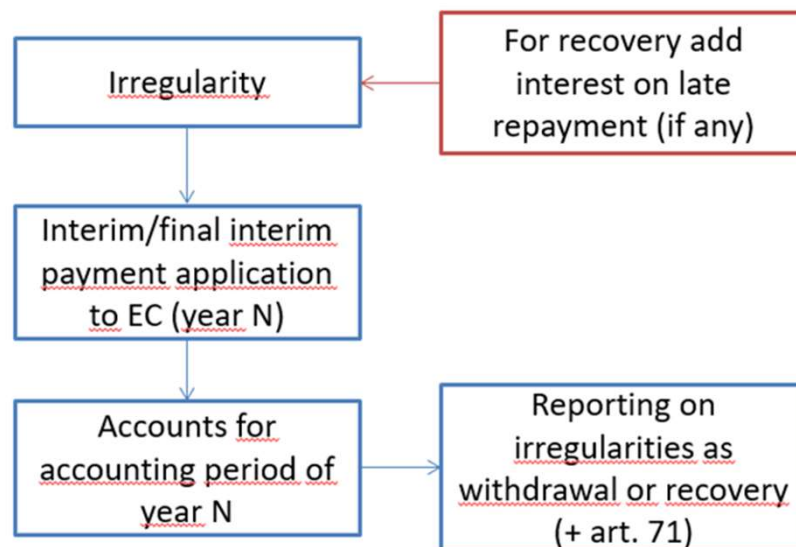 Irregularity
For recovery add
interest on late
repayment (if any)
Interim/final interim
payment application
to EC (year N)
Accounts for
accounting period of
year N
Reporting on
irregularities as
withdrawal or recovery
(+ art. 71)